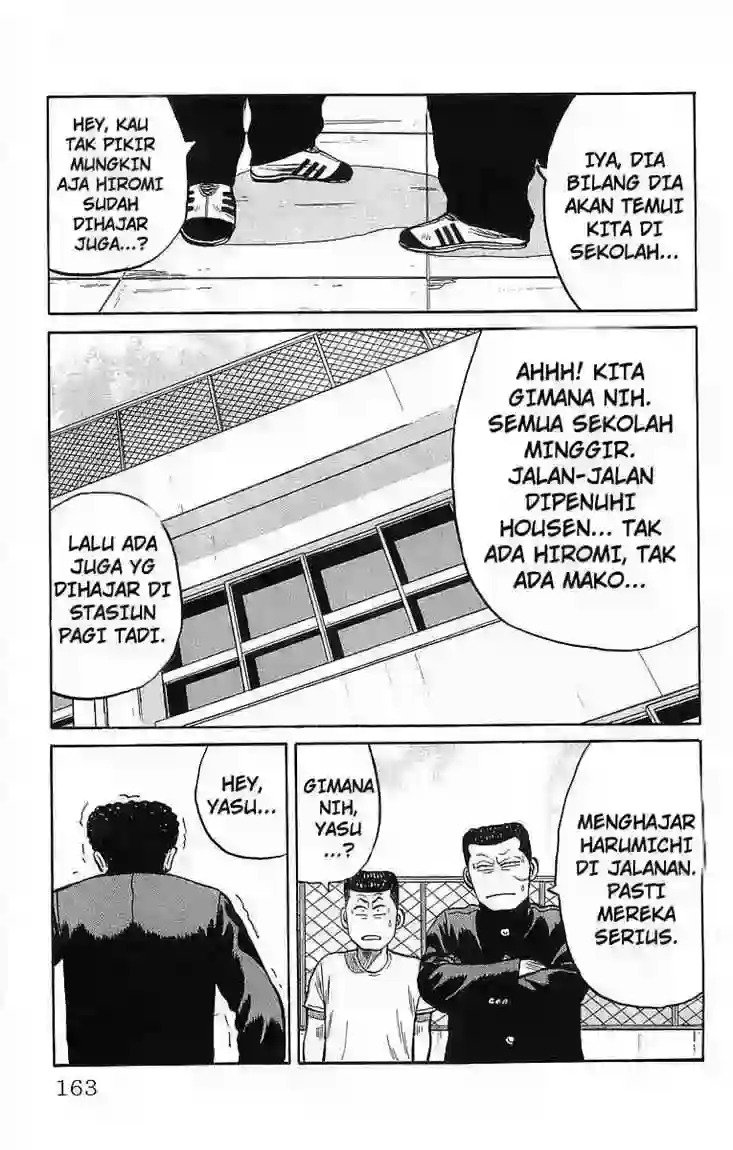 IYA, DIA
BILANG DIA
AKAN TEMUI
KITA DI
SEKOLAH...
HEY, KAU
TAK PIKIR
MUNGKIN
AJA HIROMI
SUDAH
DIHAJAR
JUGA...?
AHHH! KITA
GIMANA NIH.
SEMUA SEKOLAH
MINGGIR.
JALAN-JALAN
DIPENUHI
HOUSEN... TAK
ADA HIROMI, TAK
ADA MAKO...
LALU ADA
JUGA YG
DIHAJAR DI
STASIUN
PAGI TADI.
MENGHAJAR
HARUMICHI
DI JALANAN.
PASTI
MEREKA
SERIUS.
GIMANA
NIH,
YASU
...?
HEY,
YASU...
163